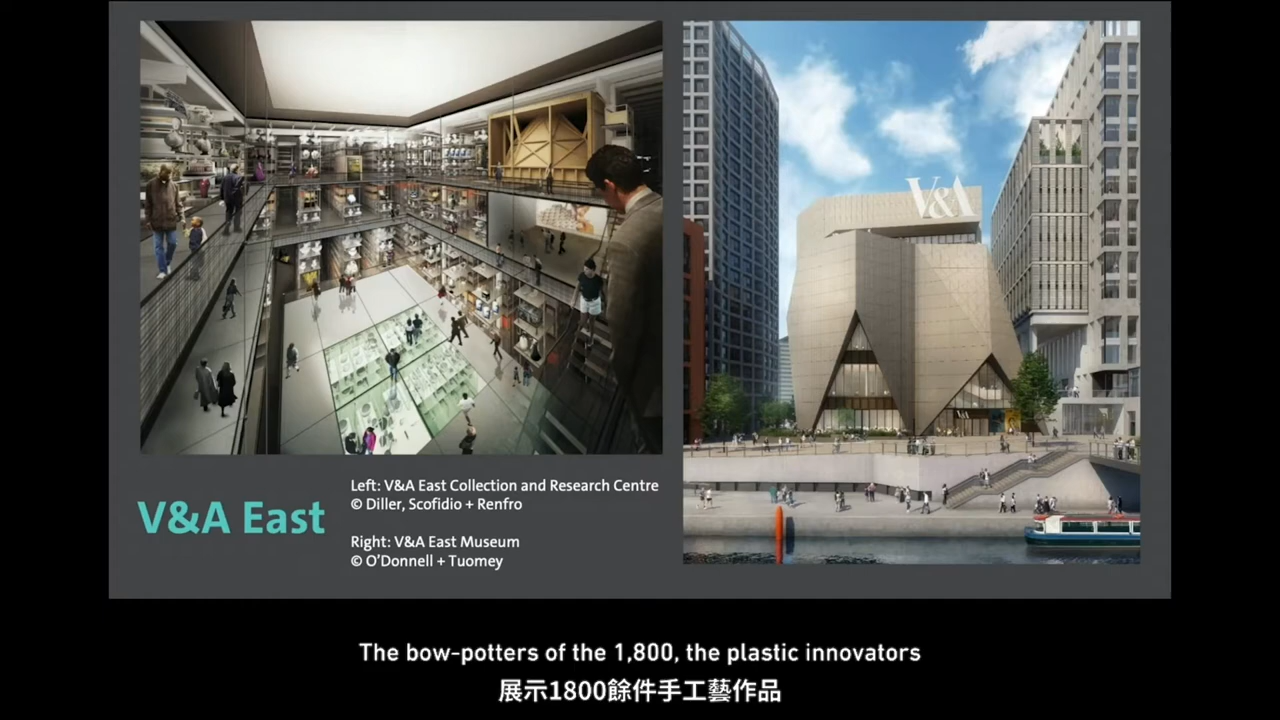 V&A
V&A
V&A East
Left: V&A East Collection and Research Centre
© Diller, Scofidio + Renfro
Right: V&A East Museum
© O'Donnell + Tuomey
The bow-potters of the 1,800, the plastic innovators
展示1800餘件手工藝作品